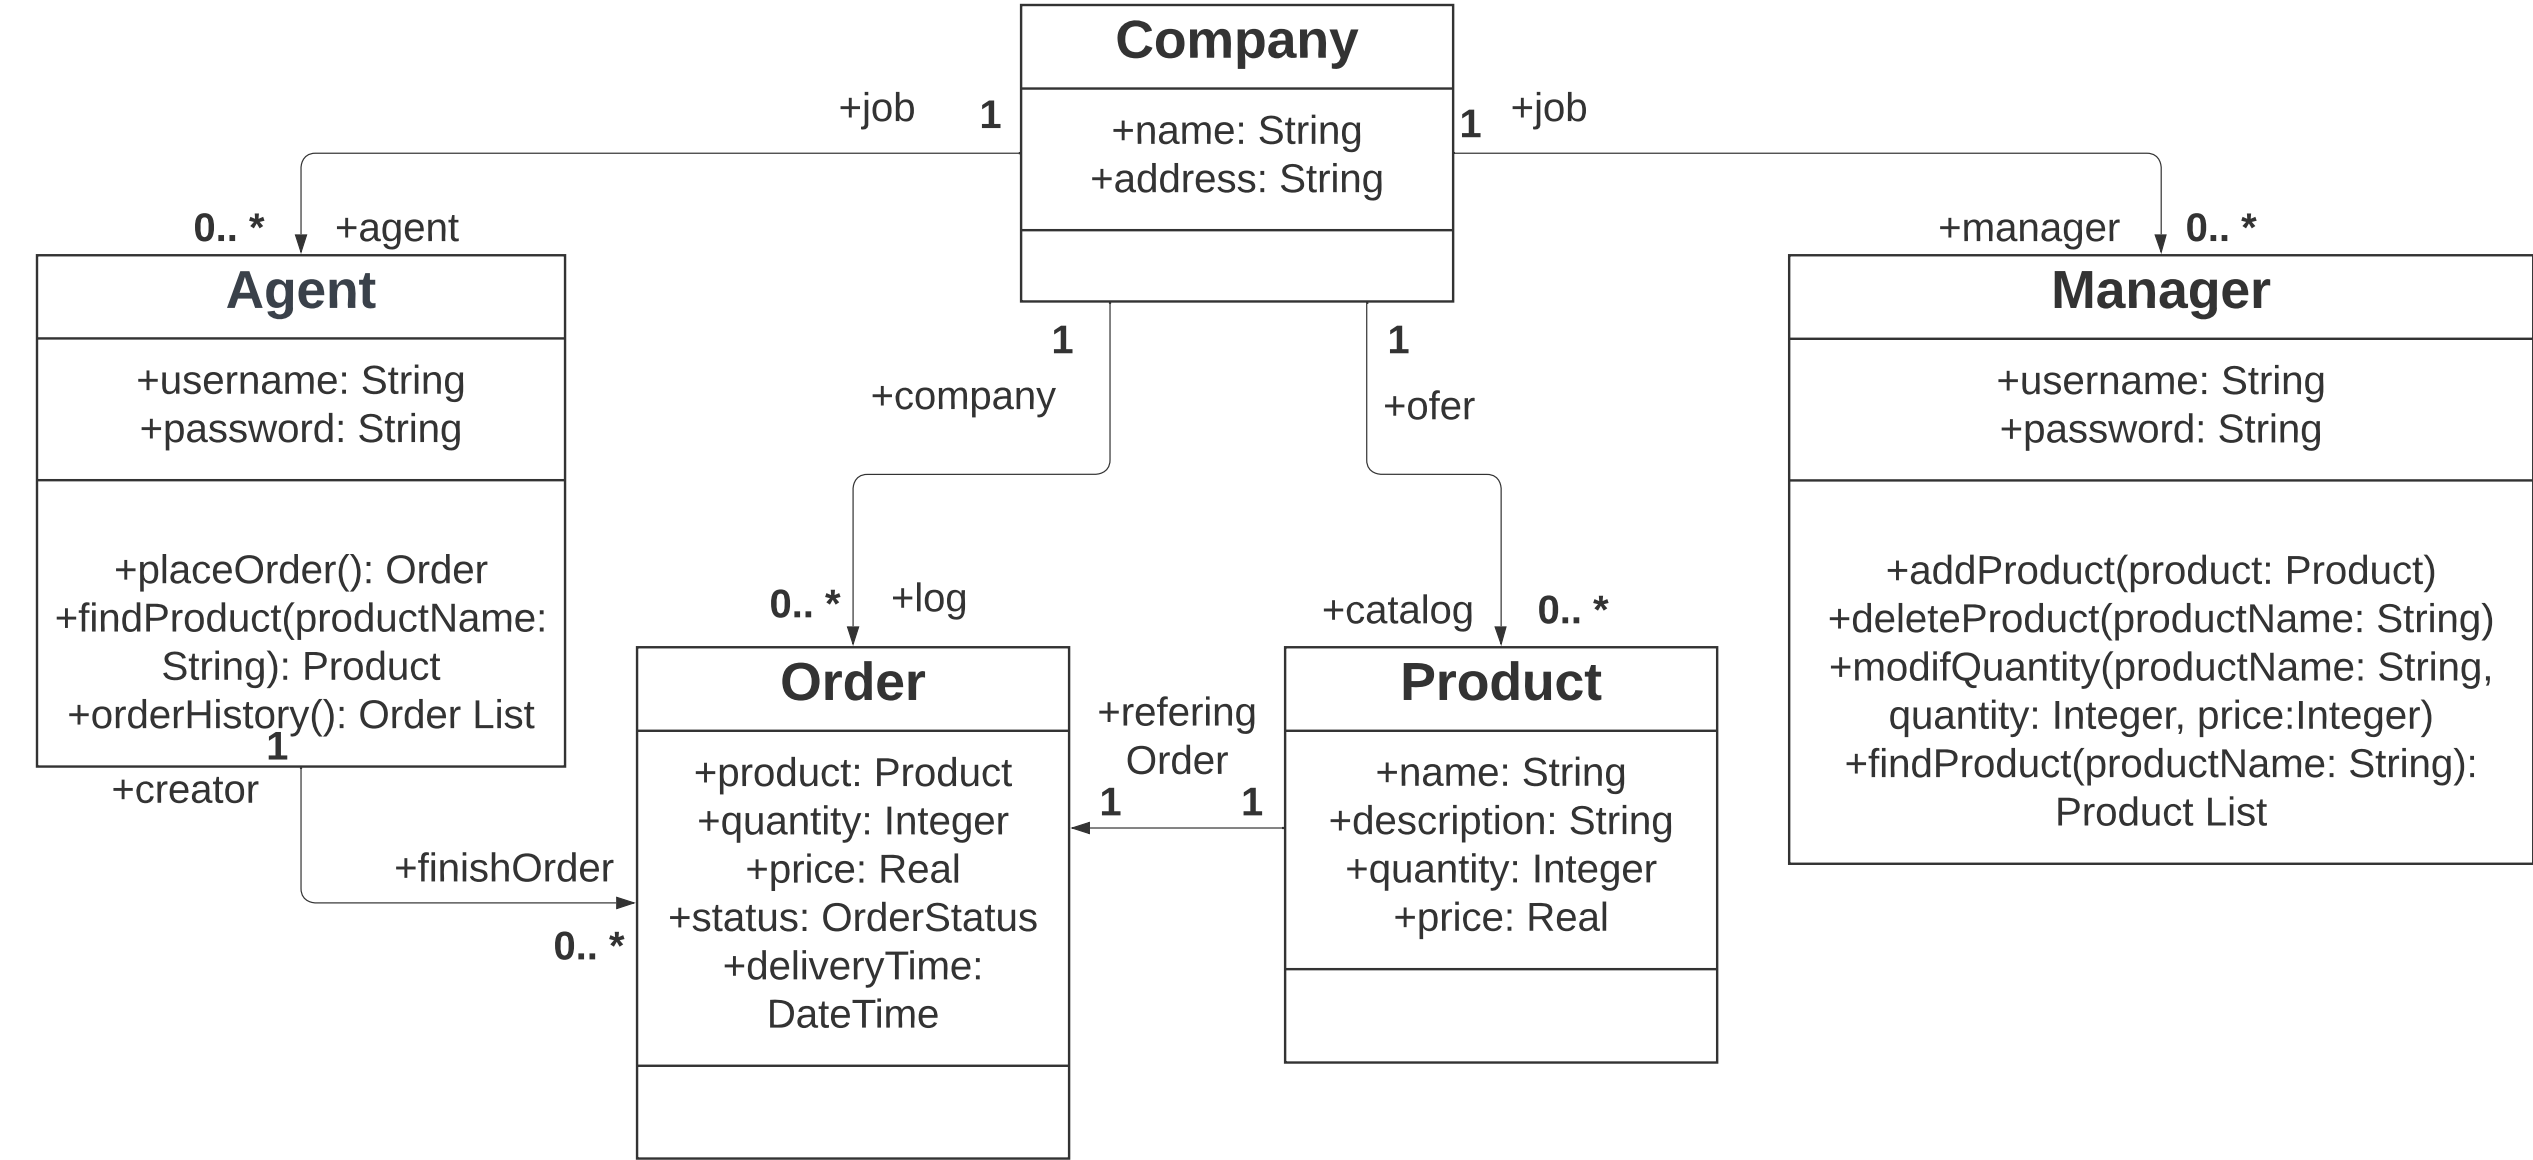 Company
+name: String
+address: String
+job
1
1
+job
0.. *
+agent
+manager
0.. *
Agent
+username: String
+password: String
+placeOrder(): Order
+findProduct(productName:
String): Product
+orderHistory(): Order List
1
+creator
+finishOrder
0.. *
1
+company
1
+ofer
0.. *
+log
+catalog
0.. *
Order
+product: Product
+quantity: Integer
+price: Real
+status: OrderStatus
+deliveryTime:
DateTime
+refering
Order
1
1
Product
+name: String
+description: String
+quantity: Integer
+price: Real
Manager
+username: String
+password: String
+addProduct(product: Product)
+deleteProduct(productName: String)
+modifQuantity(productName: String,
quantity: Integer, price:Integer)
+findProduct(productName: String):
Product List